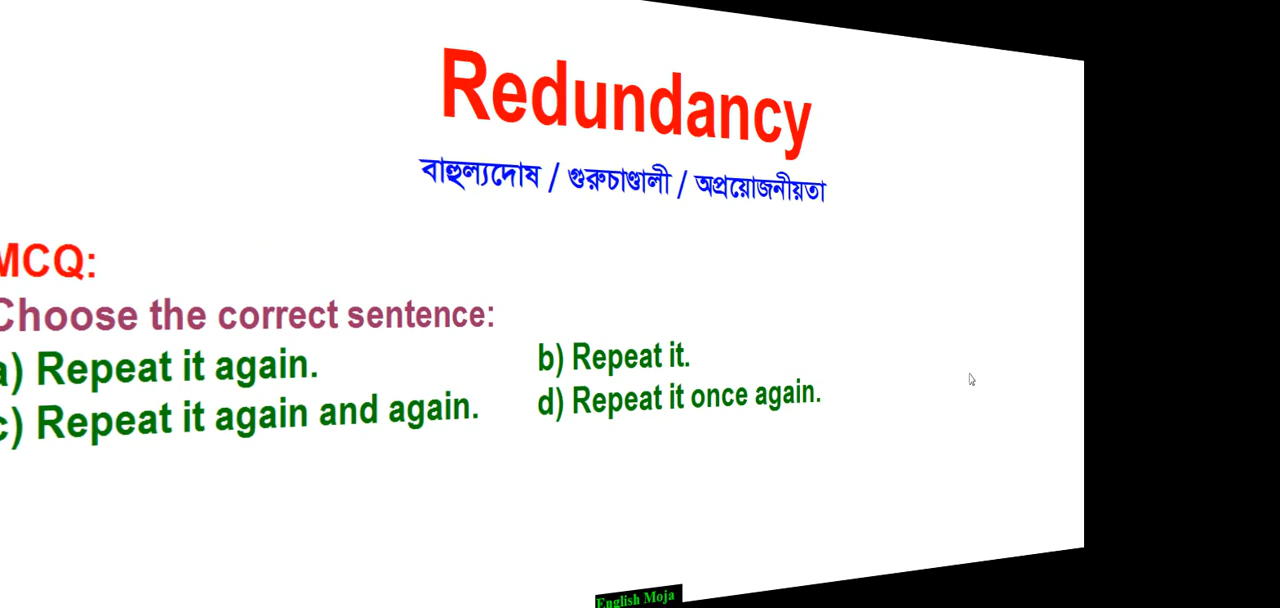 Redundancy
বাহুল্যদোষ / গুরুচাণ্ডালী / অপ্রয়োজনীয়তা
MCQ:
Choose the correct sentence:
a) Repeat it again. b) Repeat it.
c) Repeat it again and again. d) Repeat it once again.
English Moja